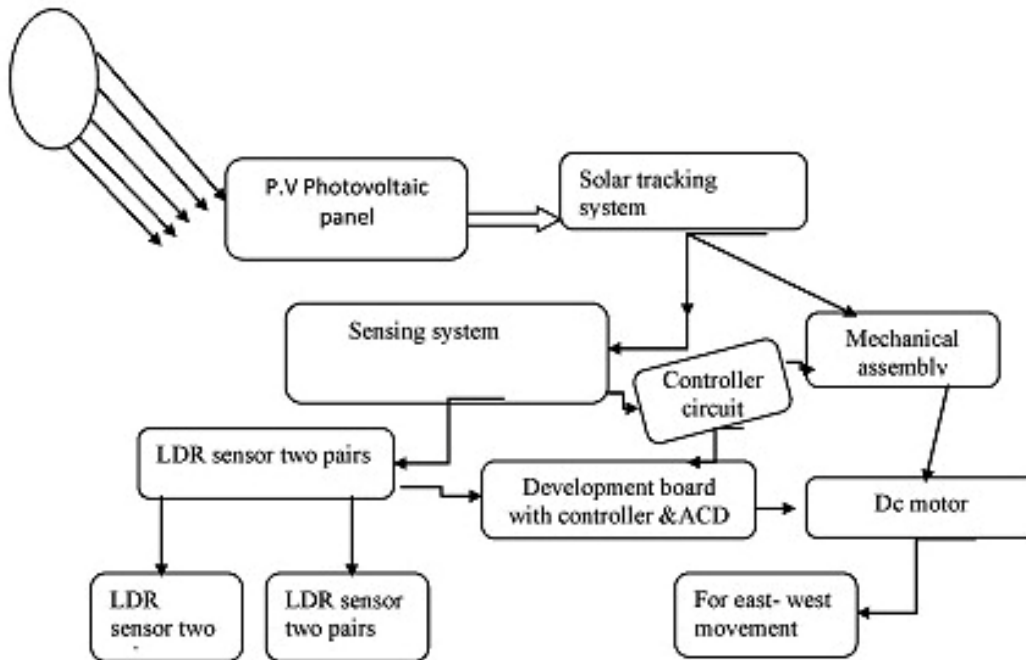 P.V Photovoltaic
panel
Solar tracking
system
Sensing system
Controller
circuit
Mechanical
assembly
LDR sensor two pairs
Development board
with controller &ACD
Dc motor
LDR
sensor two
LDR sensor
two pairs
For east- west
movement